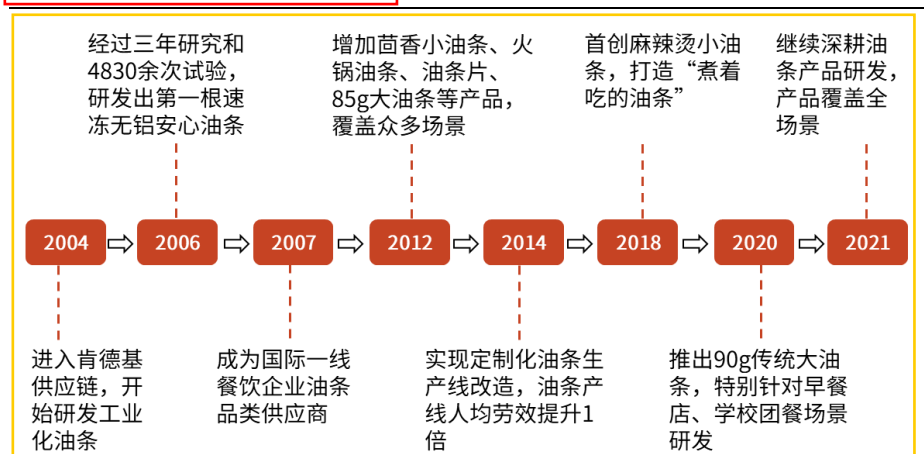 经过三年研究和
4830余次试验，
研发出第一根速
冻无铝安心油条
增加茴香小油条、火
锅油条、油条片、
85g大油条等产品，
覆盖众多场景
首创麻辣烫小油
条，打造“煮着
吃的油条”
继续深耕油
条产品研发，
产品覆盖全
场景
2004
2006
2007
2012
2014
2018
2020
2021
进入肯德基
供应链，开
始研发工业
化油条
成为国际一线
餐饮企业油条
品类供应商
实现定制化油条生
产线改造，油条产
线人均劳效提升1
倍
推出90g传统大油
条，特别针对早餐
店、学校团餐场景
研发